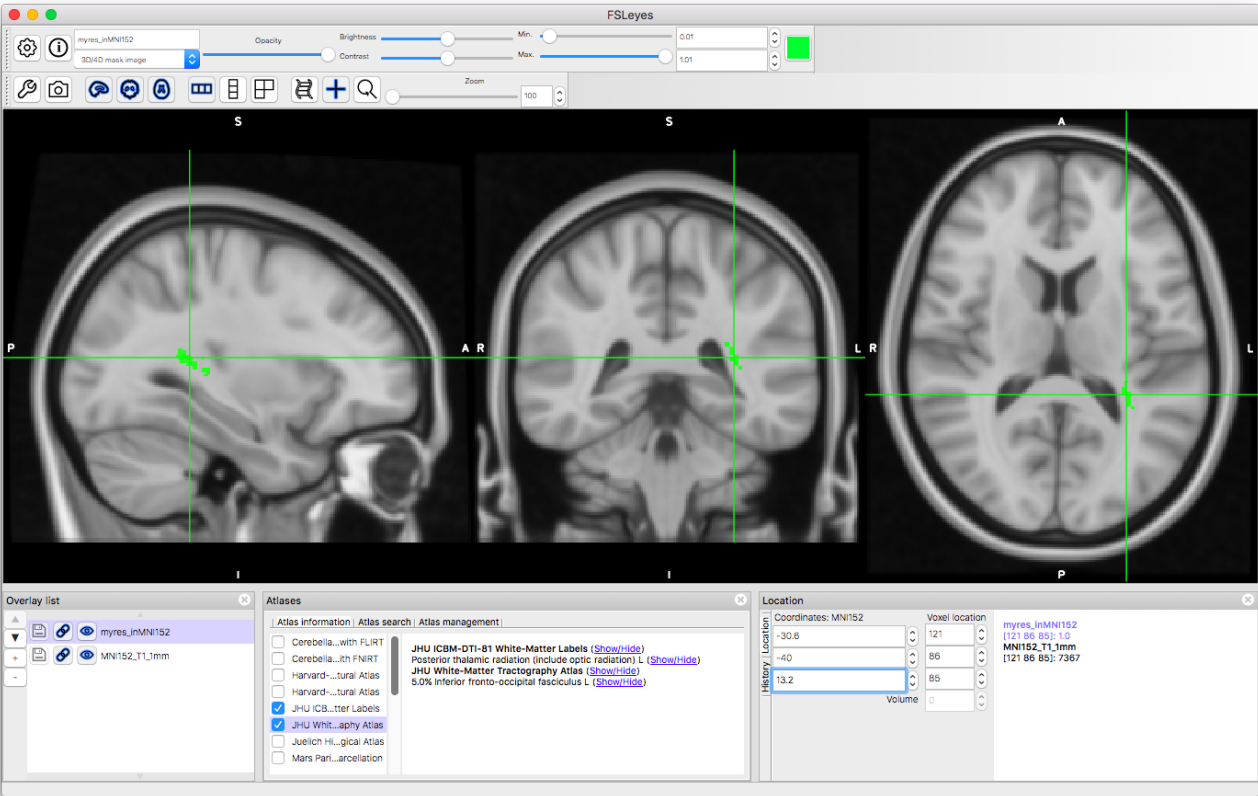 FSLeyes
myres_inMNI152
3D/4D mask image
Opacity
Brightness
Contrast
Min.
Max.
0.01
1.01
Zoom
100
S
S
A
P
A
R
L
R
L
I
I
P
Overlay list
myres_inMNI152
MNI152_T1_1mm
Atlases
Atlas information
Atlas search
Atlas management
Cerebella...with FLIRT
Cerebella...ith FNIRT
Harvard-...tural Atlas
Harvard-...tural Atlas
JHU ICB...tter Labels
JHU Whit...aphy Atlas
Juelich Hi...gical Atlas
Mars Pari...arcellation
JHU ICBM-DTI-81 White-Matter Labels (Show/Hide)
Posterior thalamic radiation (include optic radiation) L (Show/Hide)
JHU White-Matter Tractography Atlas (Show/Hide)
5.0% Inferior fronto-occipital fasciculus L (Show/Hide)
Location
Location
History
Coordinates: MNI152
Voxel location
-30.6
121
-40
86
13.2
85
Volume
0
myres_inMNI152
[121 86 85]: 1.0
MNI152_T1_1mm
[121 86 85]: 7367